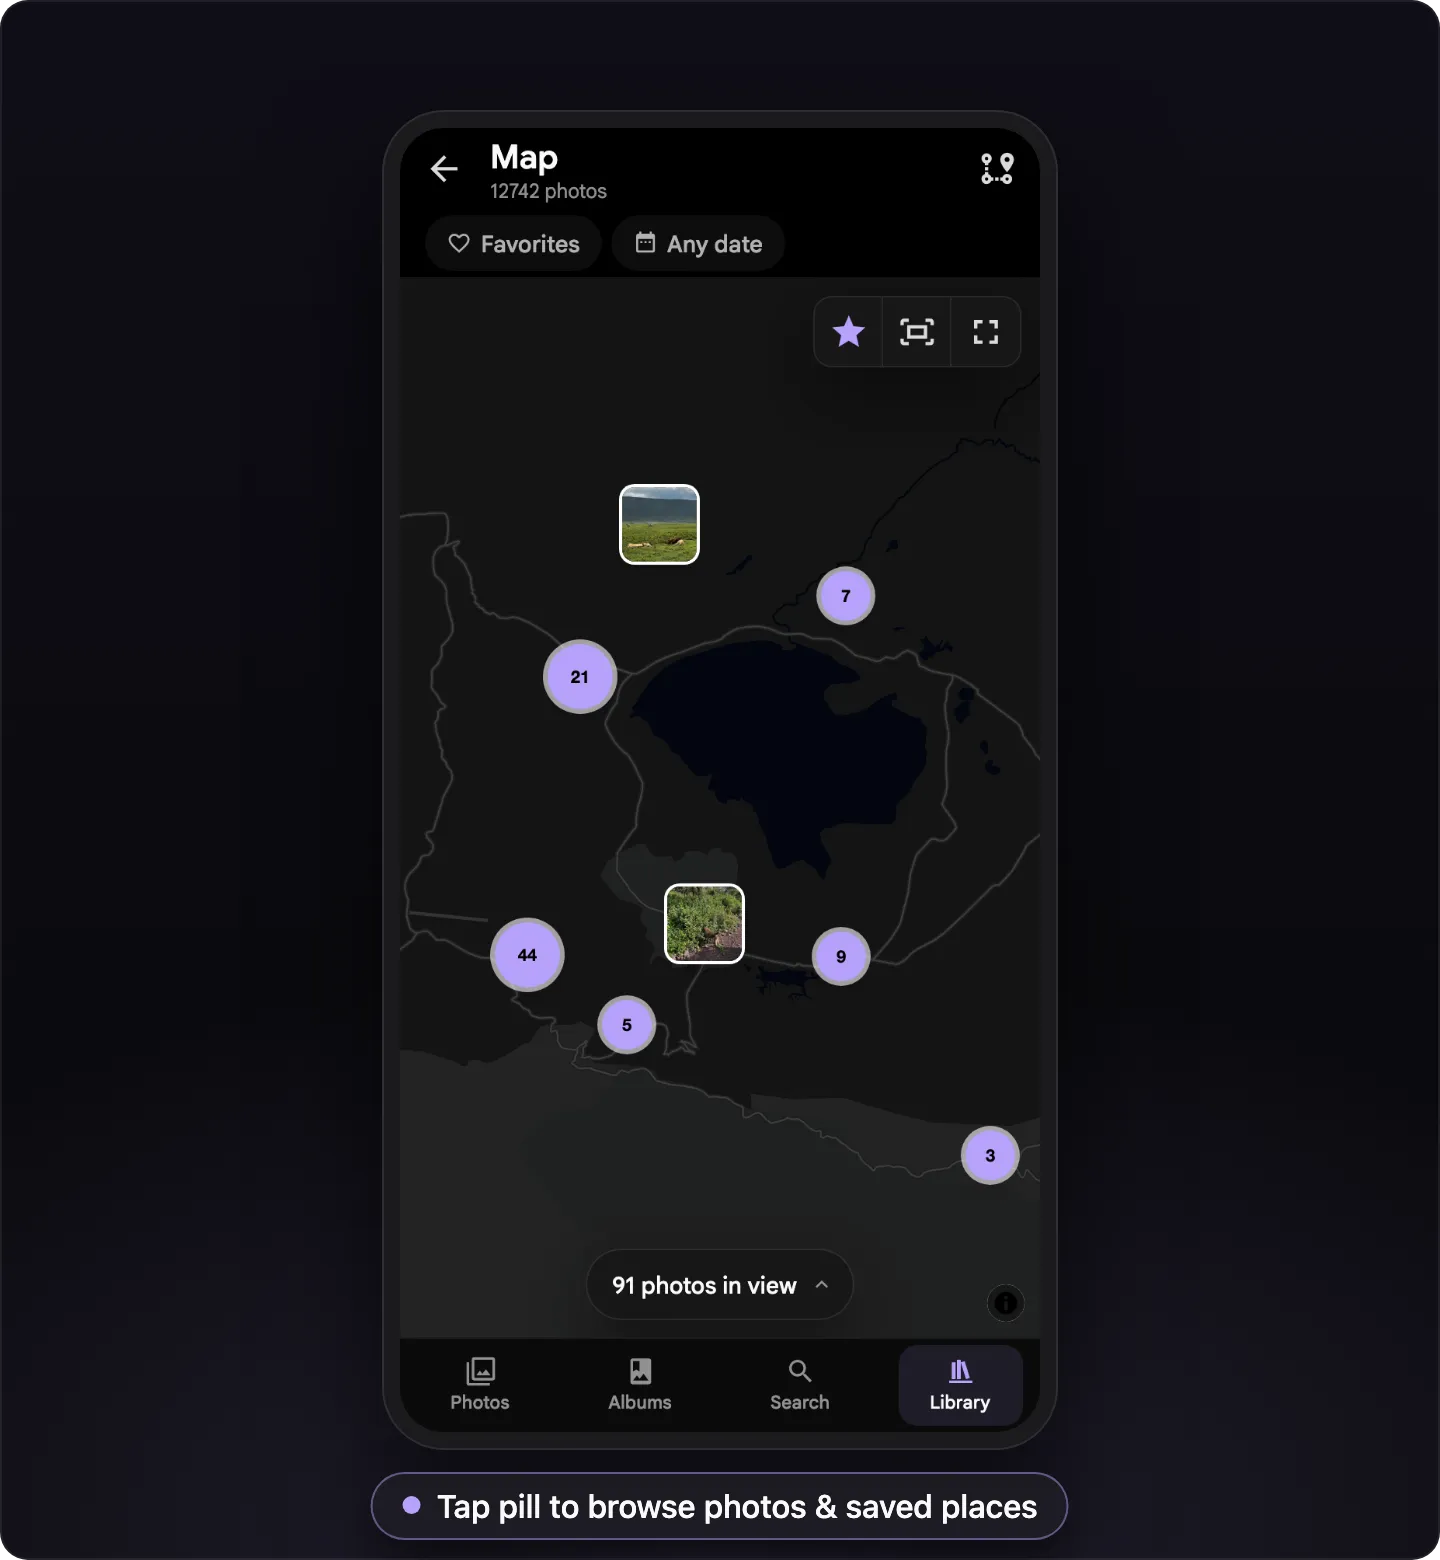 Map
12742 photos
Favorites
Any date
7
21
44
9
5
3
91 photos in view
Photos
Albums
Search
Library
Tap pill to browse photos & saved places